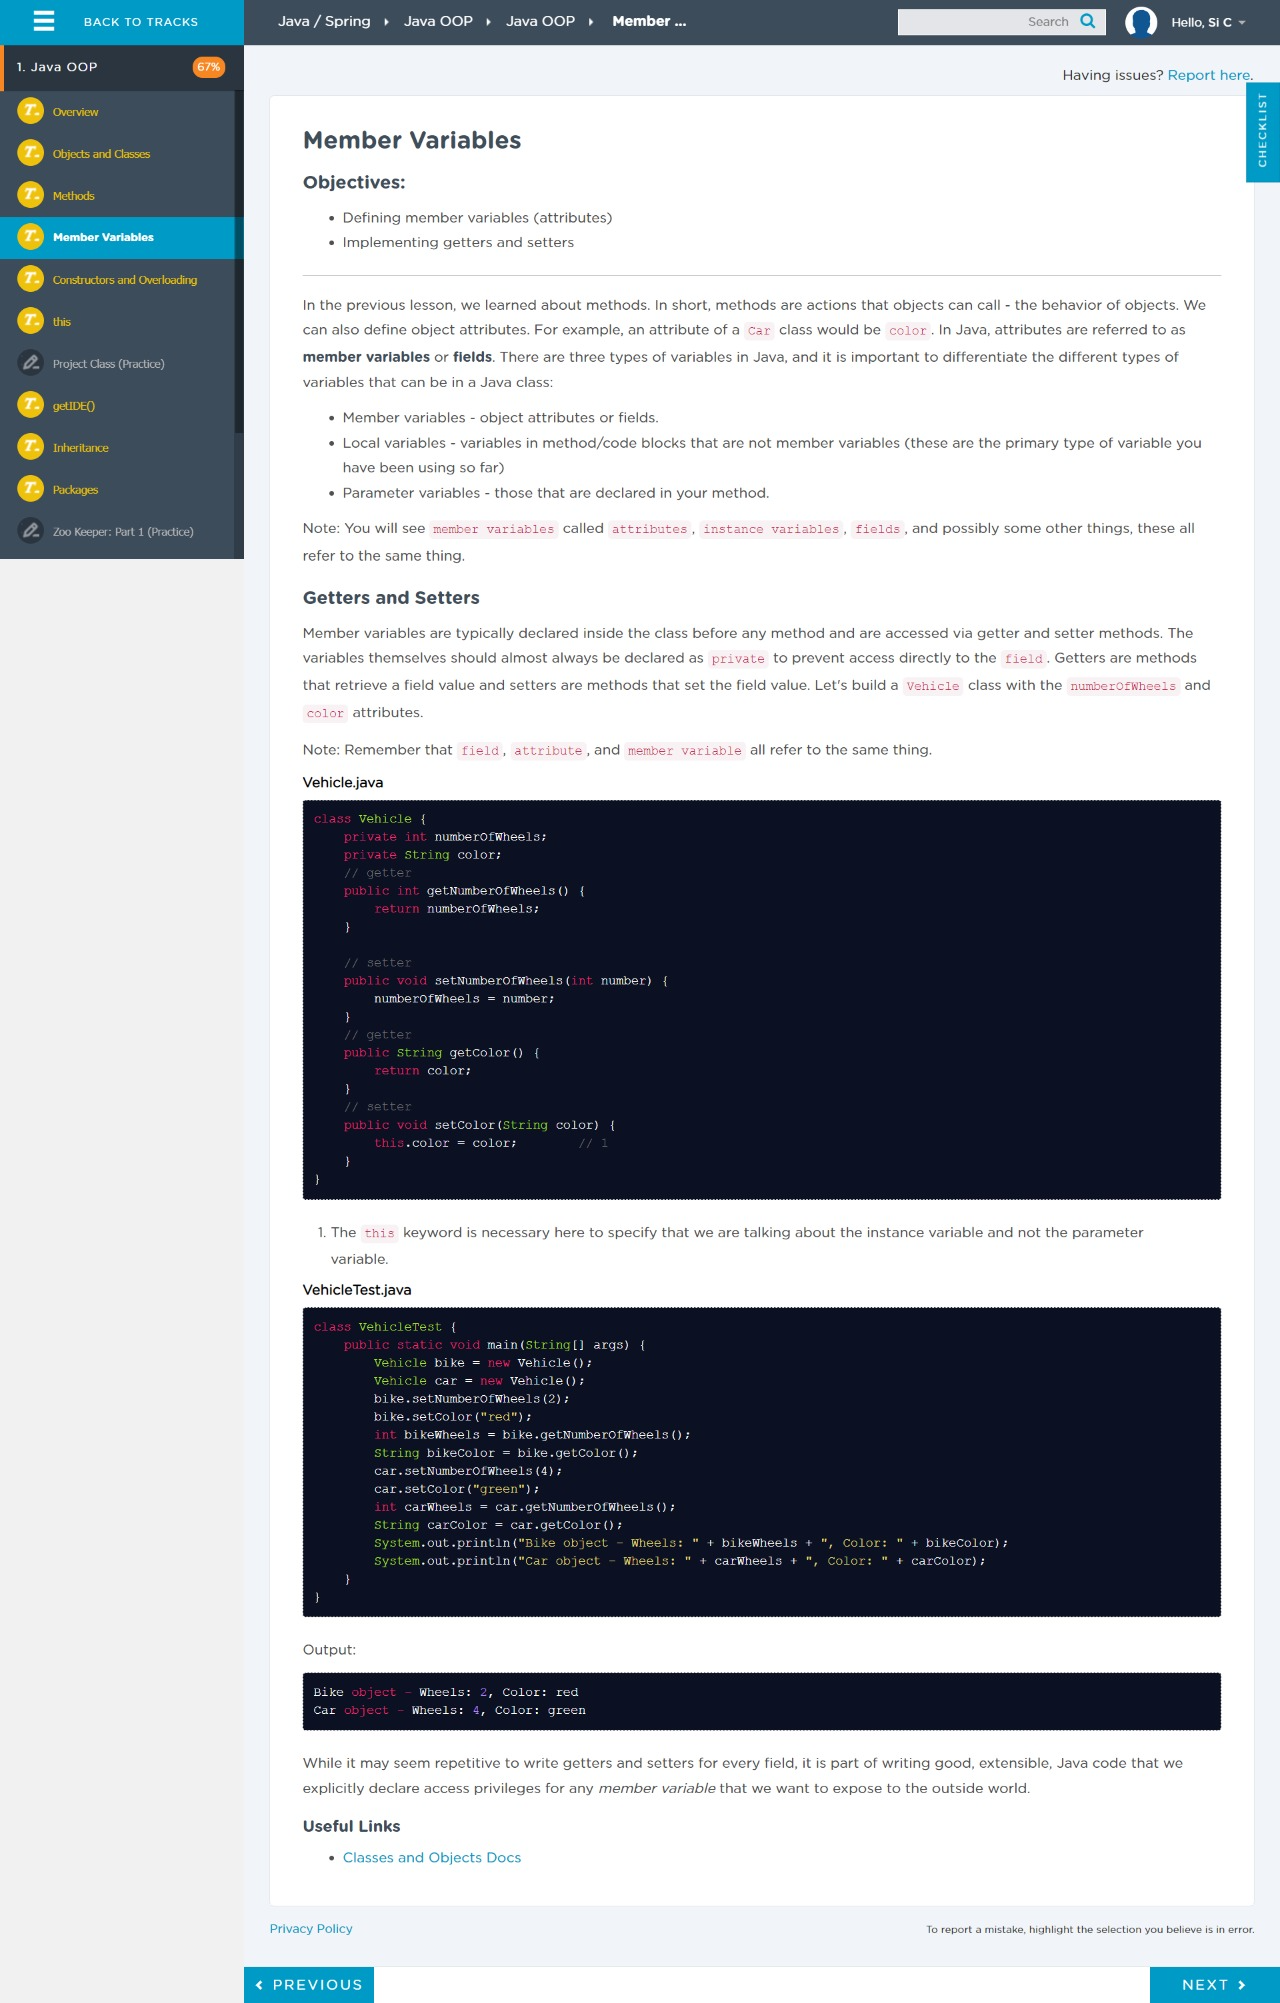 BACK TO TRACKS
Java / Spring Java OOP Java OOP Member ...
Search
Hello, Si C
1. Java OOP 67%
Overview
Objects and Classes
Methods
Member Variables
Constructors and Overloading
this
Project Class (Practice)
getIDE()
Inheritance
Packages
Zoo Keeper: Part 1 (Practice)
Having issues? Report here.
CHECKLIST
Member Variables
Objectives:
• Defining member variables (attributes)
• Implementing getters and setters
In the previous lesson, we learned about methods. In short, methods are actions that objects can call - the behavior of objects. We
can also define object attributes. For example, an attribute of a Car class would be color. In Java, attributes are referred to as
member variables or fields. There are three types of variables in Java, and it is important to differentiate the different types of
variables that can be in a Java class:
• Member variables - object attributes or fields.
• Local variables - variables in method/code blocks that are not member variables (these are the primary type of variable you
have been using so far)
• Parameter variables - those that are declared in your method.
Note: You will see member variables called attributes, instance variables, fields, and possibly some other things, these all
refer to the same thing.
Getters and Setters
Member variables are typically declared inside the class before any method and are accessed via getter and setter methods. The
variables themselves should almost always be declared as private to prevent access directly to the field. Getters are methods
that retrieve a field value and setters are methods that set the field value. Let's build a Vehicle class with the numberOfWheels and
color attributes.
Note: Remember that field, attribute, and member variable all refer to the same thing.
Vehicle.java
class Vehicle {
    private int numberOfWheels;
    private String color;
    // getter
    public int getNumberOfWheels() {
        return numberOfWheels;
    }
    // setter
    public void setNumberOfWheels(int number) {
        numberOfWheels = number;
    }
    // getter
    public String getColor() {
        return color;
    }
    // setter
    public void setColor(String color) {
        this.color = color;        // 1
    }
}
1. The this keyword is necessary here to specify that we are talking about the instance variable and not the parameter
variable.
VehicleTest.java
class VehicleTest {
    public static void main(String[] args) {
        Vehicle bike = new Vehicle();
        Vehicle car = new Vehicle();
        bike.setNumberOfWheels(2);
        bike.setColor("red");
        int bikeWheels = bike.getNumberOfWheels();
        String bikeColor = bike.getColor();
        car.setNumberOfWheels(4);
        car.setColor("green");
        int carWheels = car.getNumberOfWheels();
        String carColor = car.getColor();
        System.out.println("Bike object - Wheels: " + bikeWheels + ", Color: " + bikeColor);
        System.out.println("Car object - Wheels: " + carWheels + ", Color: " + carColor);
    }
}
Output:
Bike object - Wheels: 2, Color: red
Car object - Wheels: 4, Color: green
While it may seem repetitive to write getters and setters for every field, it is part of writing good, extensible, Java code that we
explicitly declare access privileges for any member variable that we want to expose to the outside world.
Useful Links
• Classes and Objects Docs
Privacy Policy
To report a mistake, highlight the selection you believe is in error.
PREVIOUS
NEXT